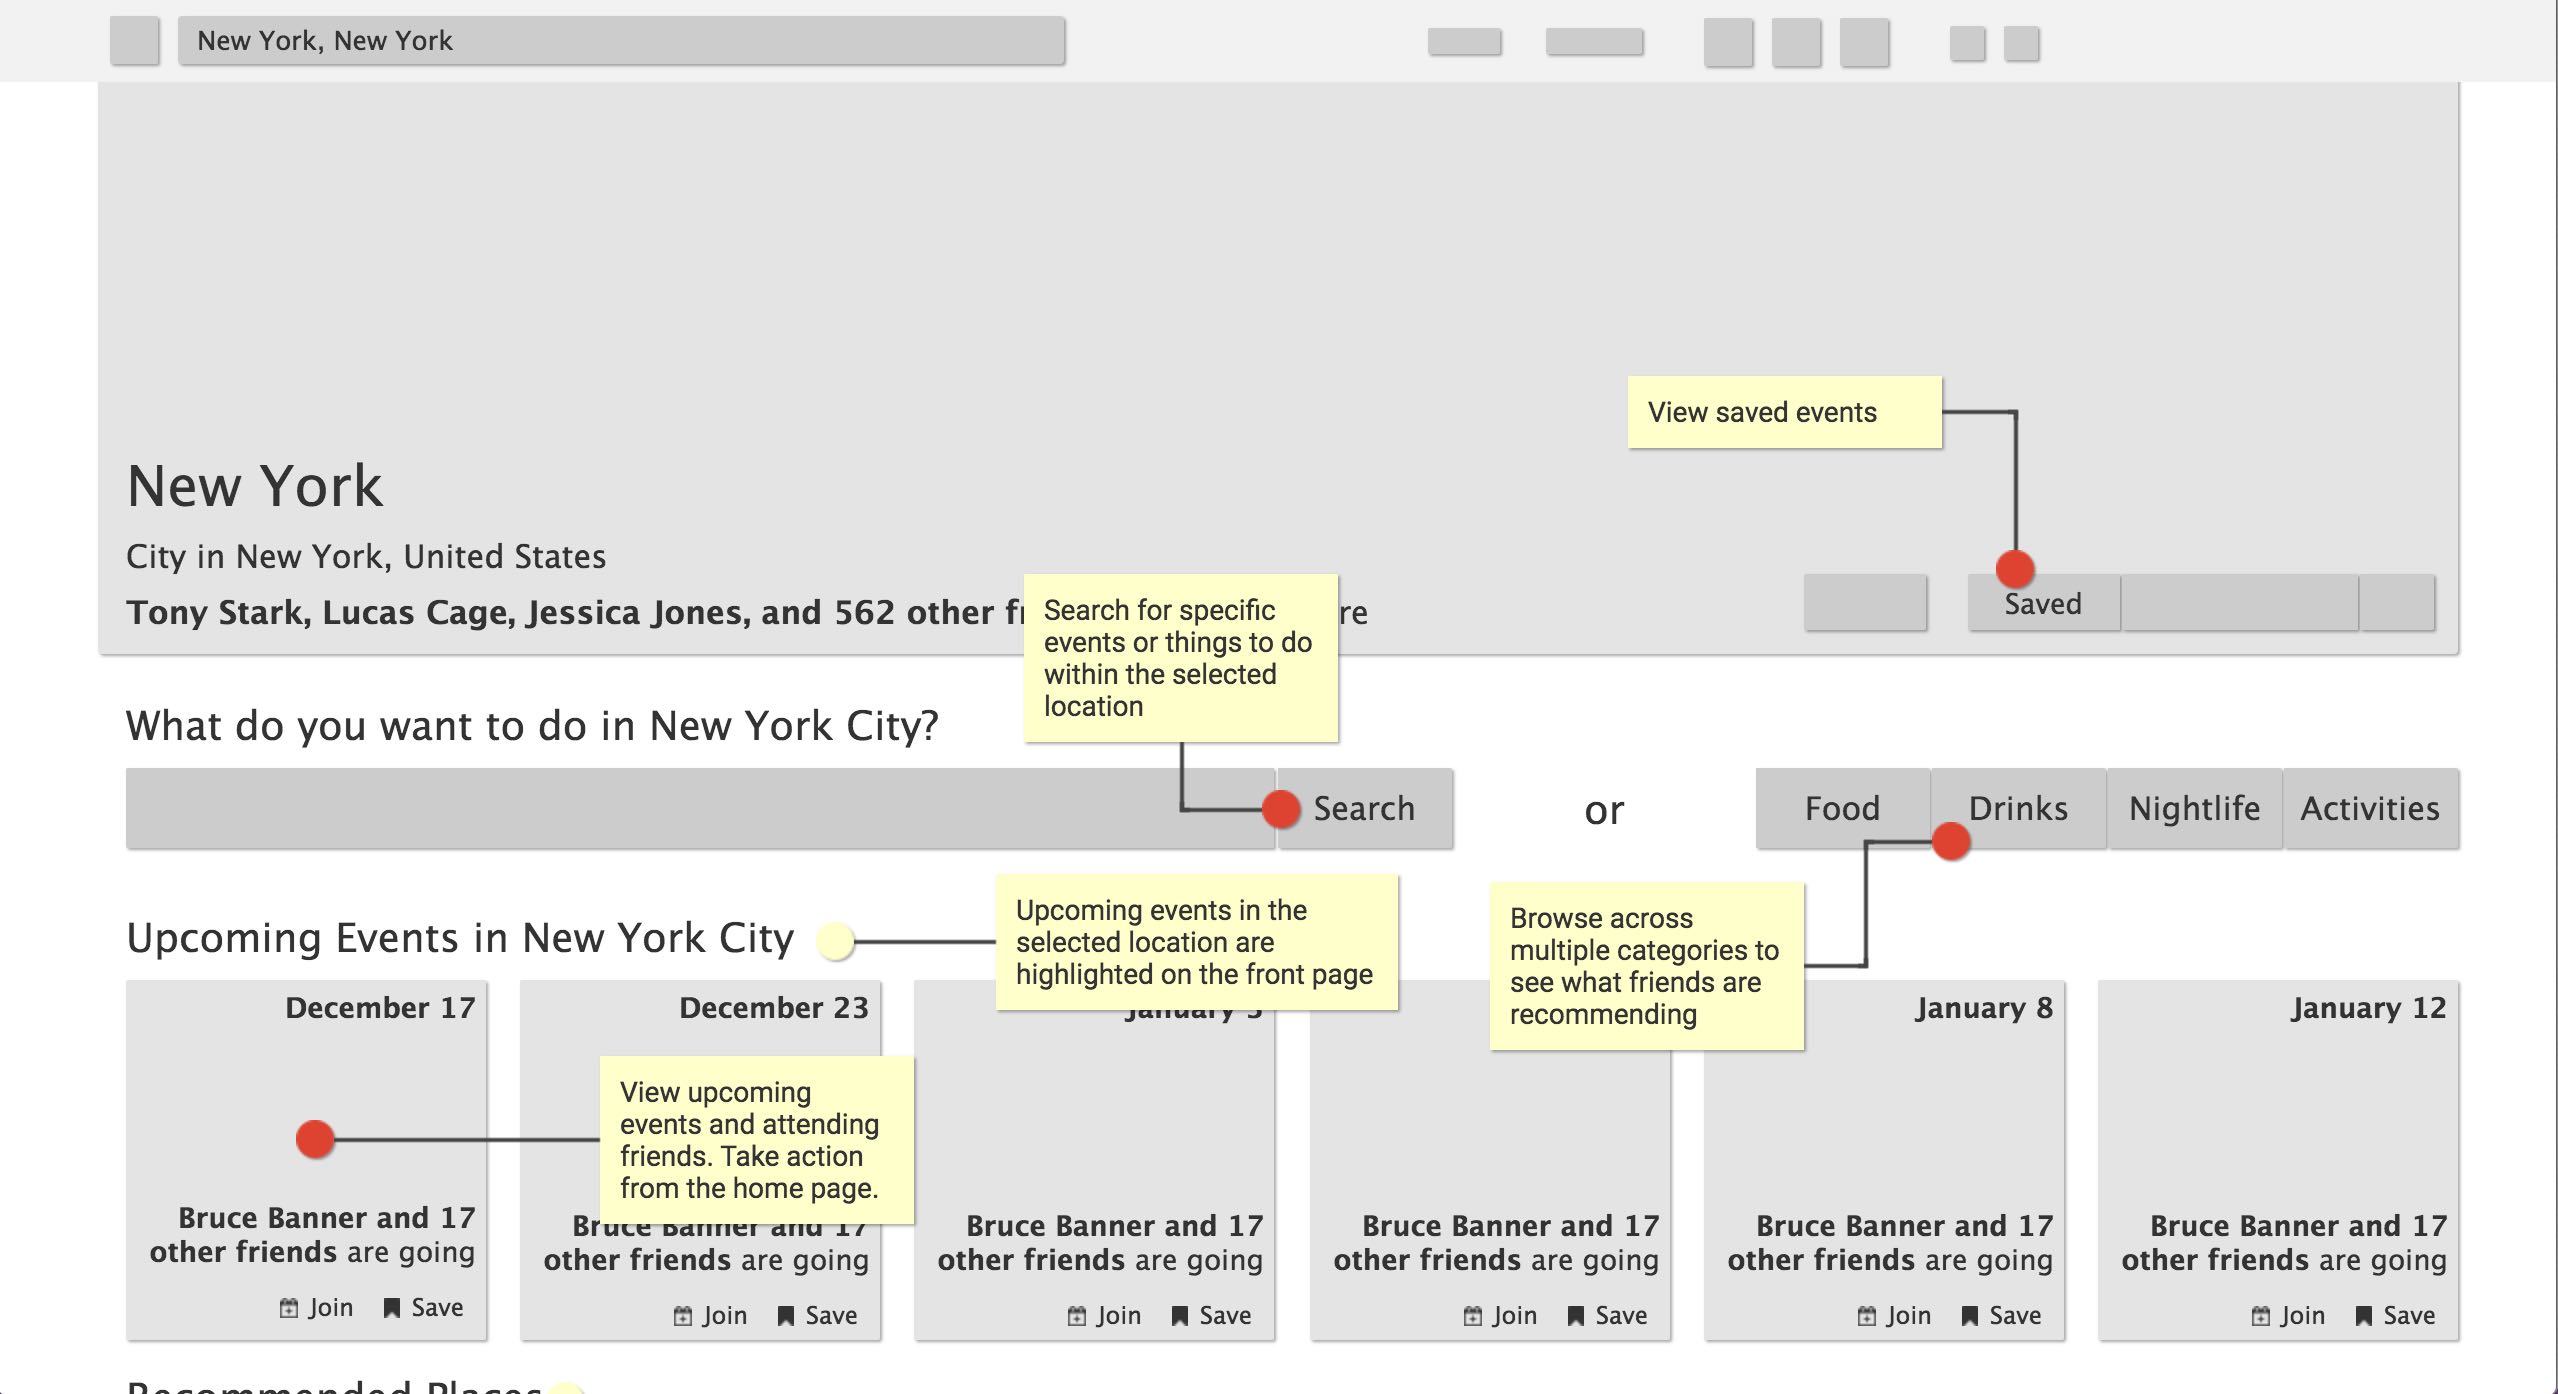 New York, New York
View saved events
New York
City in New York, United States
Tony Stark, Lucas Cage, Jessica Jones, and 562 other
Saved
Search for specific
events or things to do
within the selected
location
What do you want to do in New York City?
Search
or
Food
Drinks
Nightlife
Activities
Upcoming Events in New York City
Upcoming events in the
selected location are
highlighted on the front page
Browse across
multiple categories to
see what friends are
recommending
December 17
Bruce Banner and 17
other friends are going
Join
Save
December 23
View upcoming
events and attending
friends. Take action
from the home page.
Bruce Banner and 17
other friends are going
Join
Save
January
Bruce Banner and 17
other friends are going
Join
Save
Bruce Banner and 17
other friends are going
Join
Save
January 8
Bruce Banner and 17
other friends are going
Join
Save
January 12
Bruce Banner and 17
other friends are going
Join
Save
Recommended Places